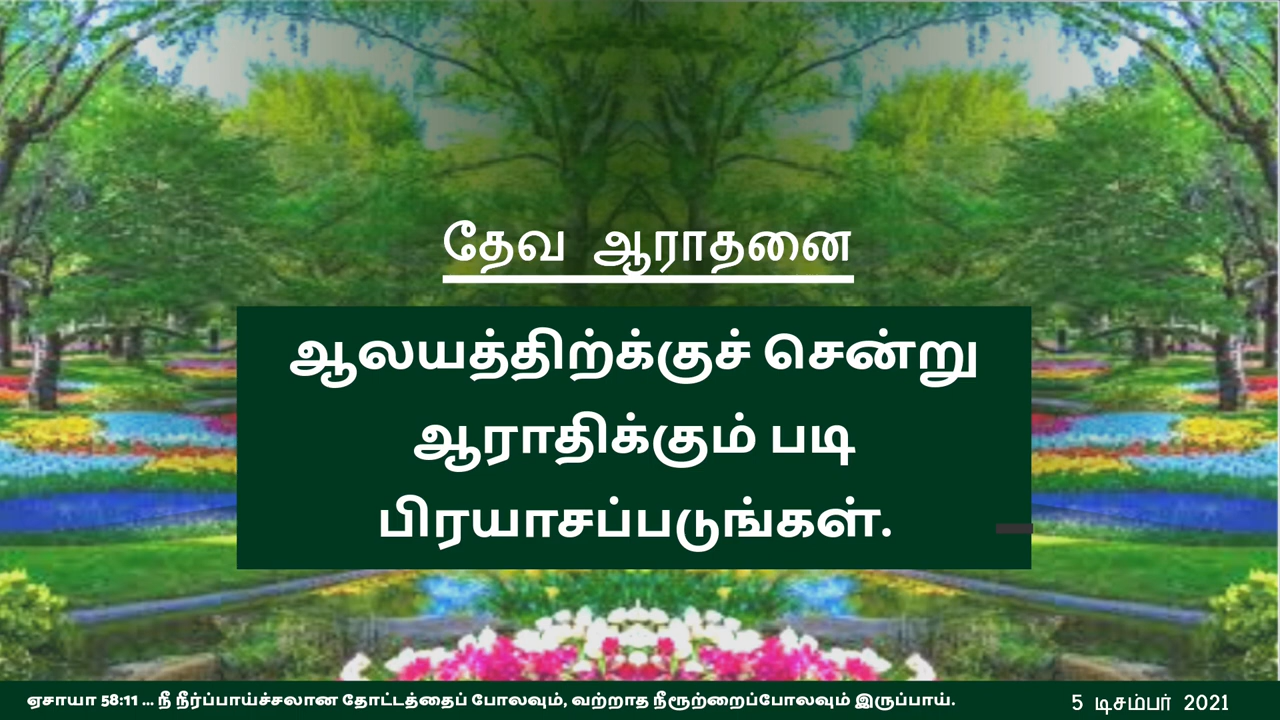 தேவ ஆராதனை
ஆலயத்திற்க்குச் சென்று
ஆராதிக்கும் படி
பிரயாசப்படுங்கள்.
ஏசாயா 58:11 ... நீ நீர்ப்பாய்ச்சலான தோட்டத்தைப் போலவும், வற்றாத நீரூற்றைப்போலவும் இருப்பாய்.
5 டிசம்பர் 2021